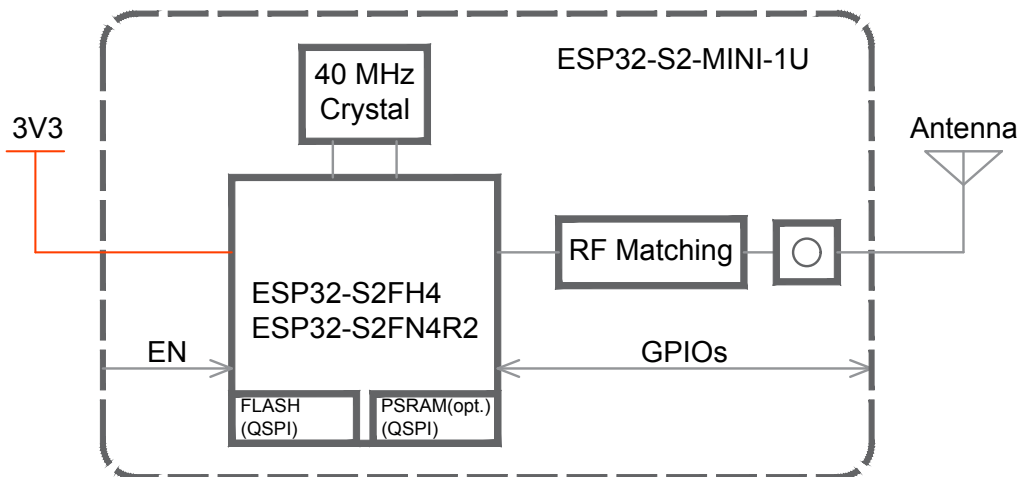 ESP32-S2-MINI-1U
40 MHz
Crystal
3V3
Antenna
RF Matching
ESP32-S2FH4
ESP32-S2FN4R2
EN
GPIOs
FLASH
(QSPI)
PSRAM(opt.)
(QSPI)